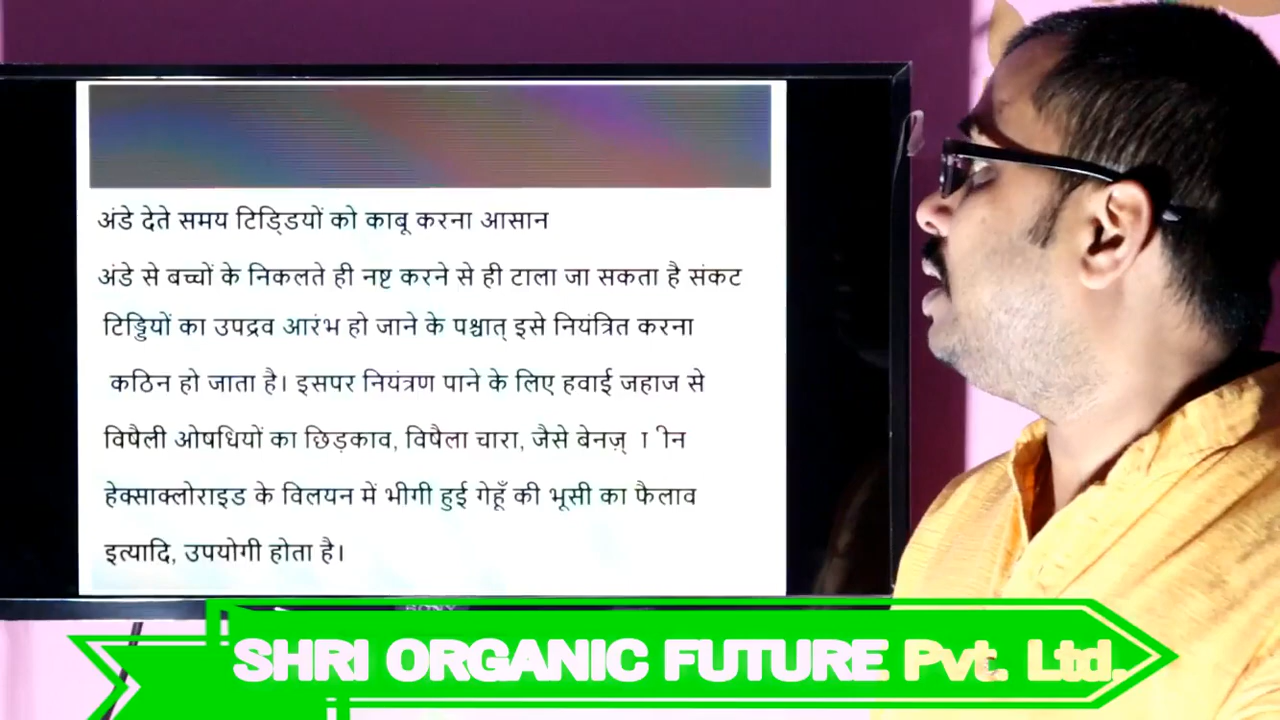 अंडे देते समय टिड्डियों को काबू करना आसान
अंडे से बच्चों के निकलते ही नष्ट करने से ही टाला जा सकता है संकट
टिड्डियों का उपद्रव आरंभ हो जाने के पश्चात् इसे नियंत्रित करना
कठिन हो जाता है। इसपर नियंत्रण पाने के लिए हवाई जहाज से
विषैली ओषधियों का छिड़काव, विषैला चारा, जैसे बेनज़् ाीन
हेक्साक्लोराइड के विलयन में भीगी हुई गेहूँ की भूसी का फैलाव
इत्यादि, उपयोगी होता है।
SONY
SHRI ORGANIC FUTURE Pvt. Ltd.